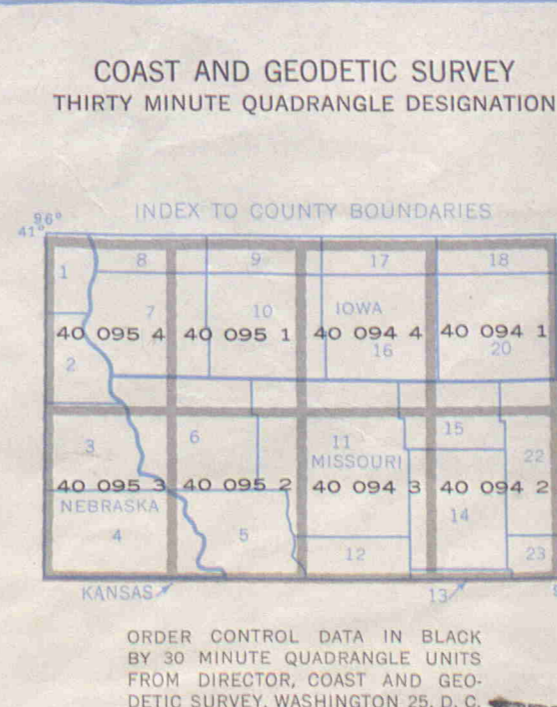 COAST AND GEODETIC SURVEY
THIRTY MINUTE QUADRANGLE DESIGNATION
INDEX TO COUNTY BOUNDARIES
96°
41°
1 8 9 17 18
7 10 IOWA
40 095 4 40 095 1 40 094 4 40 094 1
2 16 20
3 6 11 15
MISSOURI 22
40 095 3 40 095 2 40 094 3 40 094 2
NEBRASKA 14
4 5 12 23
KANSAS 13
ORDER CONTROL DATA IN BLACK
BY 30 MINUTE QUADRANGLE UNITS
FROM DIRECTOR, COAST AND GEO-
DETIC SURVEY, WASHINGTON 25, D. C.